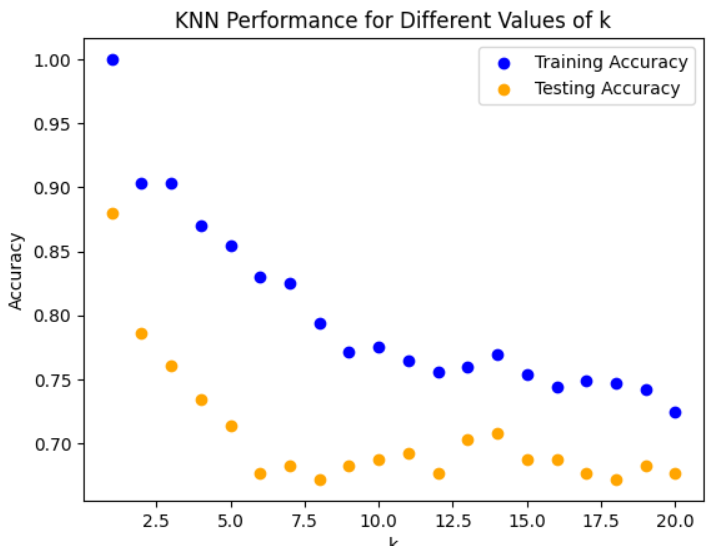 KNN Performance for Different Values of k
1.00
Training Accuracy
Testing Accuracy
0.95
0.90
0.85
Accuracy
0.80
0.75
0.70
2.5 5.0 7.5 10.0 12.5 15.0 17.5 20.0
k